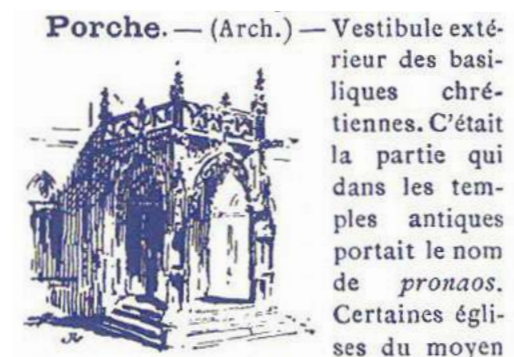 Porche. — (Arch.) — Vestibule exté-
rieur des basi-
liques chré-
tiennes. C'était
la partie qui
dans les tem-
ples antiques
portait le nom
de pronaos.
Certaines égli-
ses du moyen